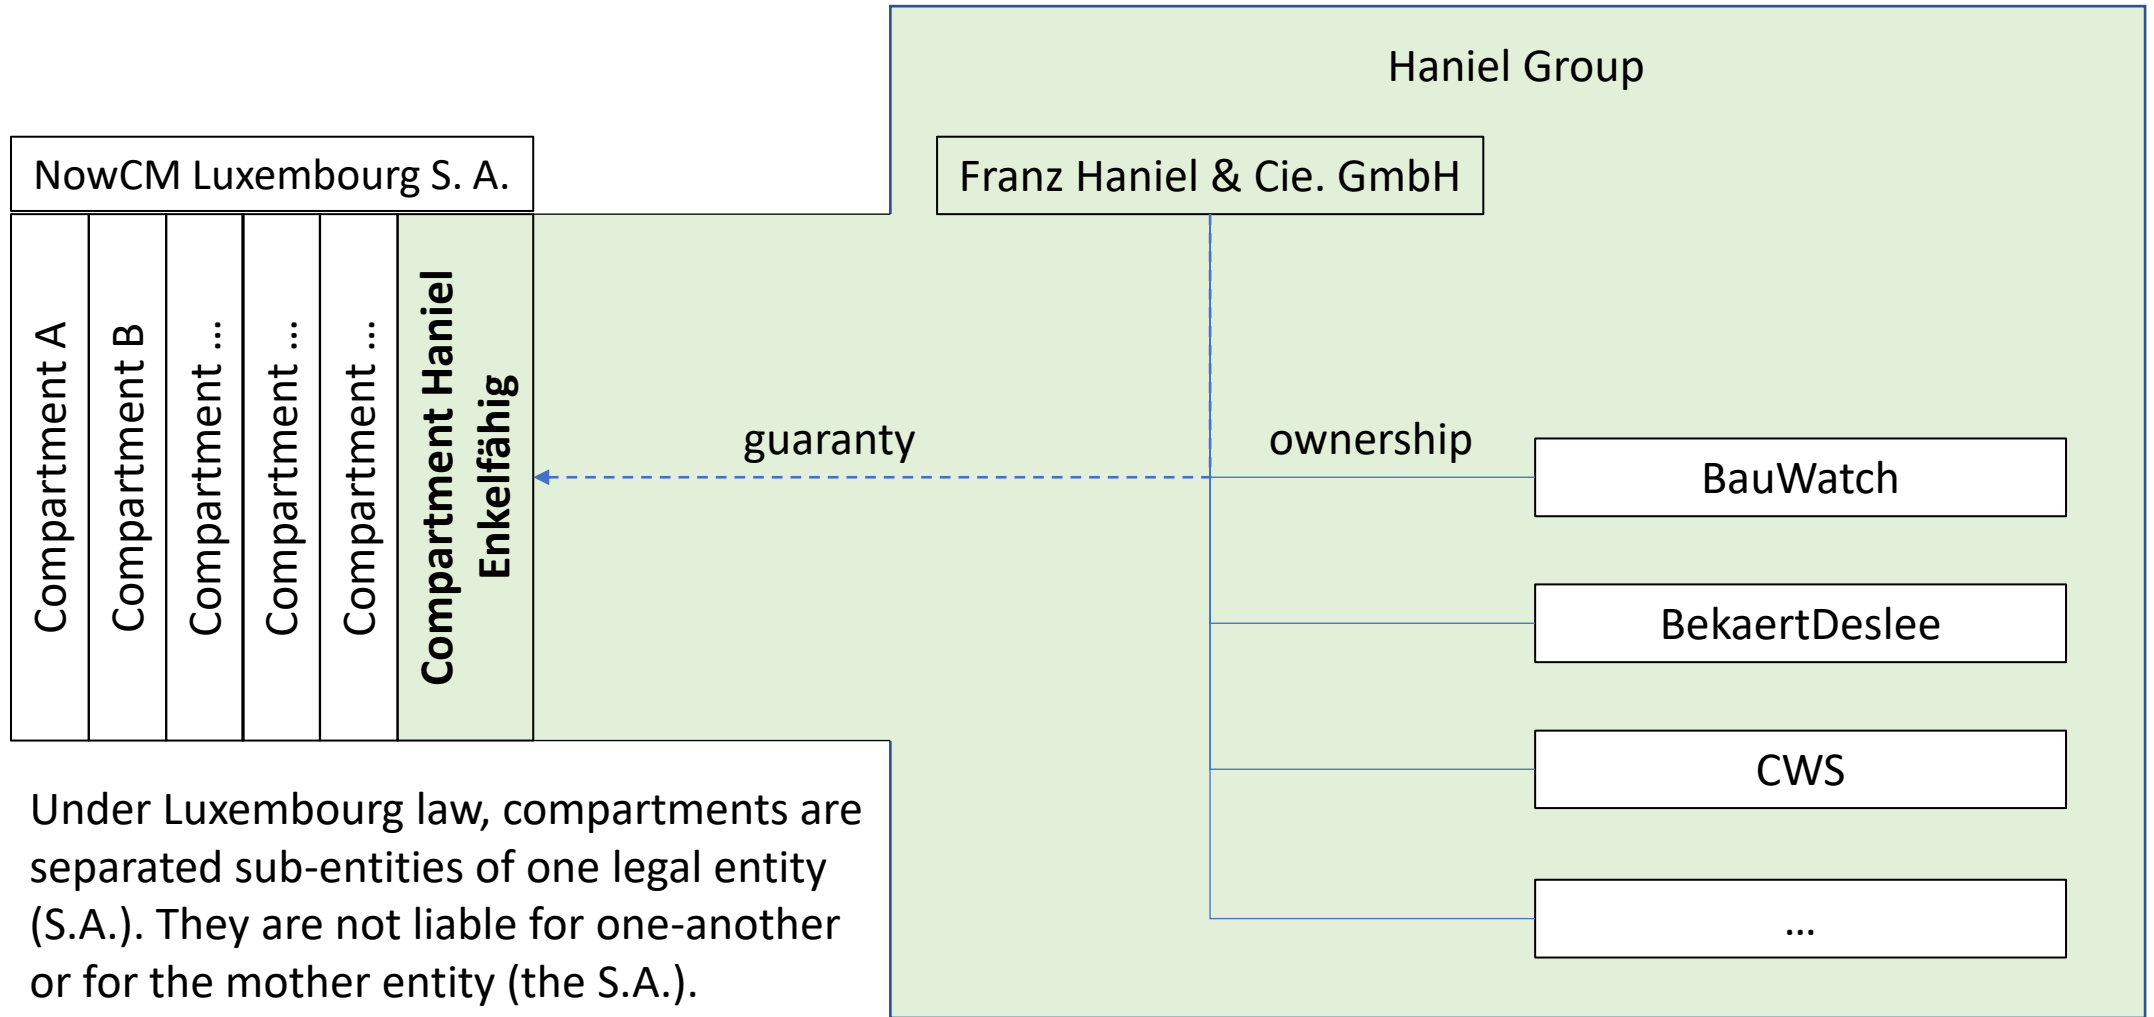 Haniel Group
NowCM Luxembourg S. A.
Franz Haniel & Cie. GmbH
Compartment A
Compartment B
Compartment ...
Compartment ...
Compartment ...
Compartment Haniel
Enkelfähig
guaranty
ownership
BauWatch
BekaertDeslee
CWS
...
Under Luxembourg law, compartments are
separated sub-entities of one legal entity
(S.A.). They are not liable for one-another
or for the mother entity (the S.A.).